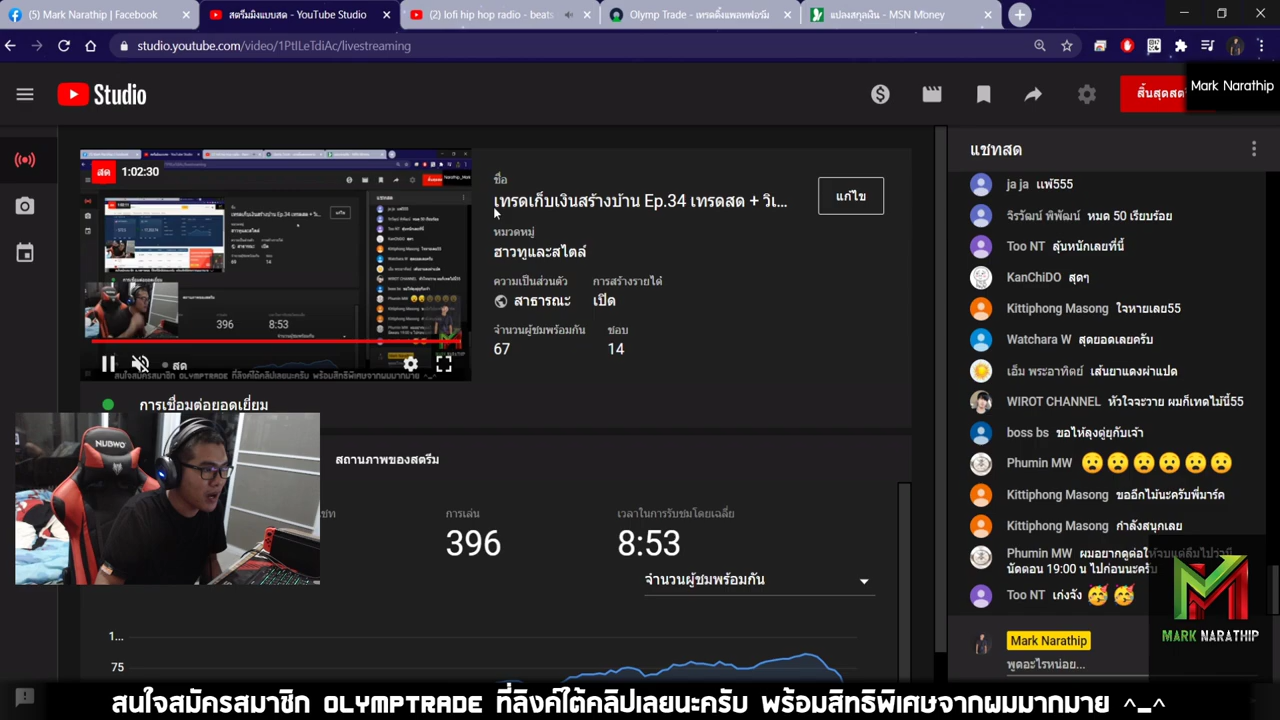 (5) Mark Narathip | Facebook
สตรีมมิงแบบสด - YouTube Studio
(2) lofi hip hop radio - beats
Olymp Trade - เทรดดิ้งแพลทฟอร์ม
แปลงสกุลเงิน - MSN Money
studio.youtube.com/video/1PtILeTdiAc/livestreaming
Studio
สิ้นสุดสต
Mark Narathip
สด 1:02:30
396
8:53
สด
ชื่อ
เทรดเก็บเงินสร้างบ้าน Ep.34 เทรดสด + วิเ...
แก้ไข
หมวดหมู่
ฮาวทูและสไตล์
ความเป็นส่วนตัว การสร้างรายได้
สาธารณะ เปิด
จำนวนผู้ชมพร้อมกัน ชอบ
67 14
การเชื่อมต่อยอดเยี่ยม
NUBWO
สถานภาพของสตรีม
การเล่น เวลาในการรับชมโดยเฉลี่ย
396 8:53
จำนวนผู้ชมพร้อมกัน
1...
75
แชทสด
ja ja แพ้555
จิรวัฒน์ พิพัฒน์ หมด 50 เรียบร้อย
Too NT ลุ้นหนักเลยที่นี้
KanChiDO สุดๆ
Kittiphong Masong ใจหายเลย55
Watchara W สุดยอดเลยครับ
เอ็ม พระอาทิตย์ เส้นยาแดงผ่าแปด
WIROT CHANNEL หัวใจจะวาย ผมก็เทดไม้นี้55
boss bs ขอไห้ลุงตู่ยุกับเจ้า
Phumin MW 😦😦😦😦😦😦
Kittiphong Masong ขออีกไม้นะครับพี่มาร์ค
Kittiphong Masong กำลังสนุกเลย
Phumin MW ผมอยากดูต่อให้จบแต่ลืมไปว่ามี
นัดตอน 19:00 น ไปก่อนนะครับ
Too NT เก่งจัง 🥳 🥳
Mark Narathip
พูดอะไรหน่อย...
MARK NARATHIP
สนใจสมัครสมาชิก OLYMPTRADE ที่ลิงค์ใต้คลิปเลยนะครับ พร้อมสิทธิพิเศษจากผมมากมาย ^_^